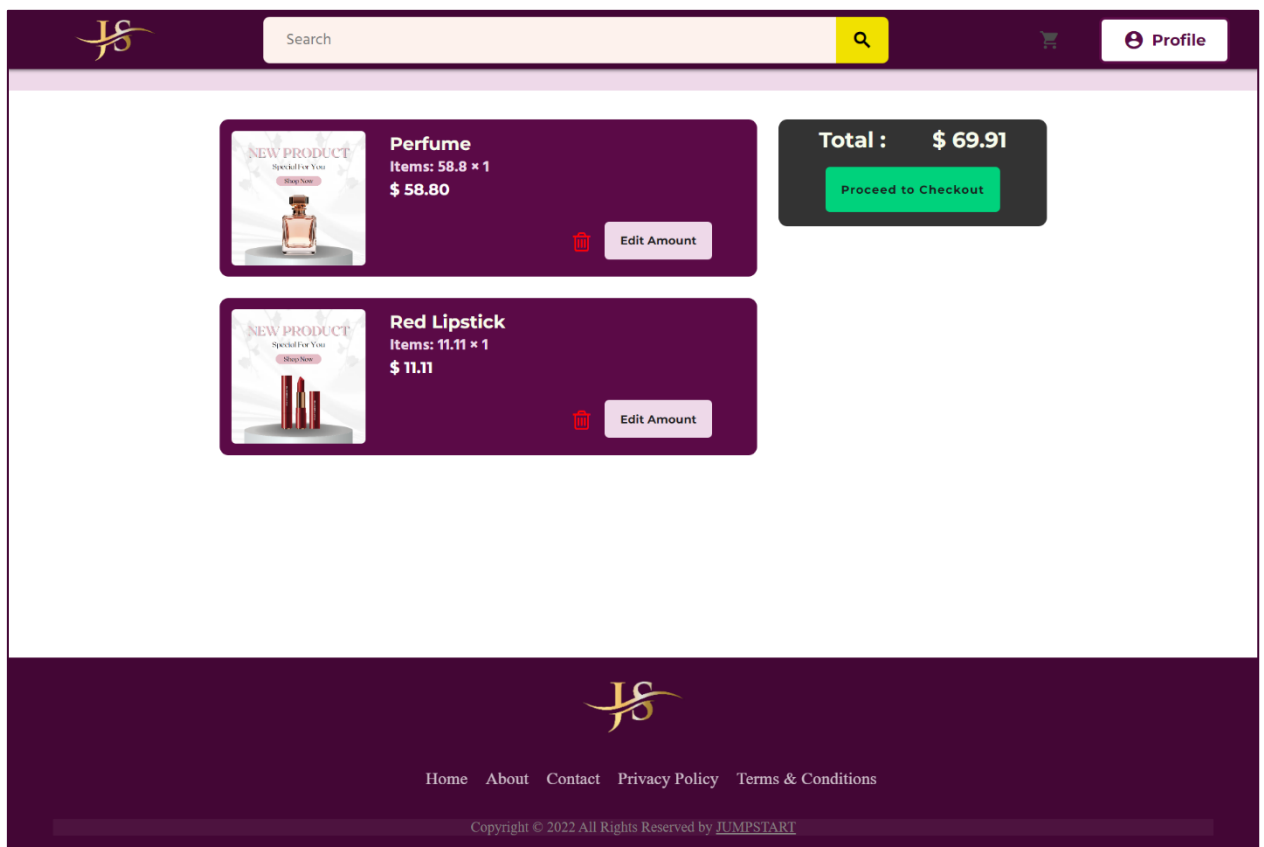 JS
Search
Profile
NEW PRODUCT
Special For You
Shop Now
Perfume
Items: 58.8 × 1
$ 58.80
Edit Amount
Total : $ 69.91
Proceed to Checkout
NEW PRODUCT
Special For You
Shop Now
Red Lipstick
Items: 11.11 × 1
$ 11.11
Edit Amount
JS
Home About Contact Privacy Policy Terms & Conditions
Copyright © 2022 All Rights Reserved by JUMPSTART